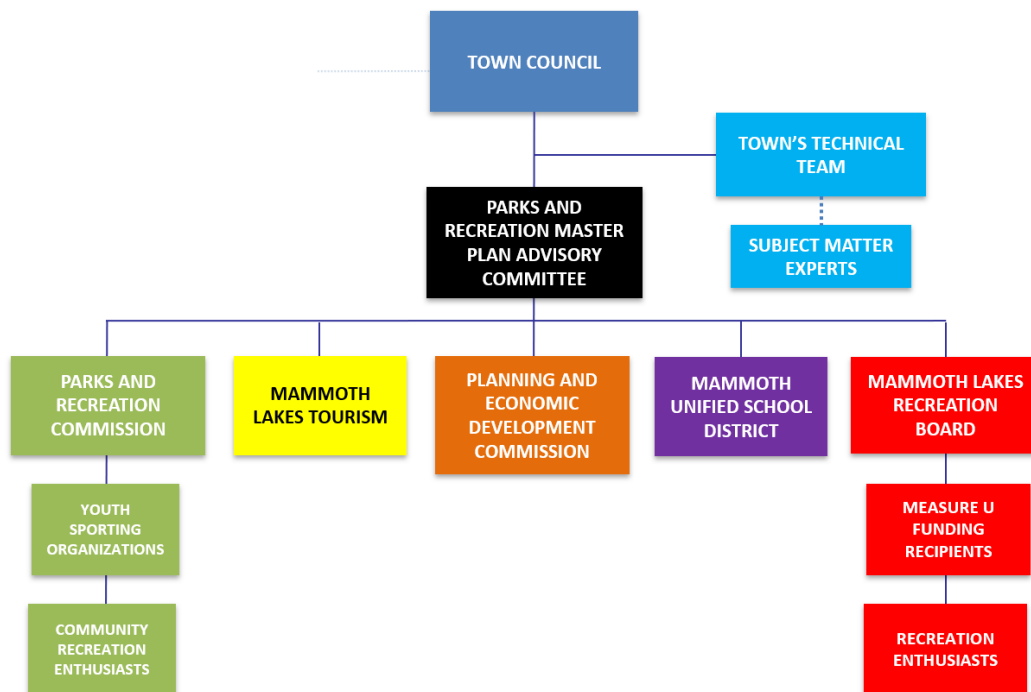 TOWN COUNCIL
TOWN'S TECHNICAL
TEAM
PARKS AND
RECREATION MASTER
PLAN ADVISORY
COMMITTEE
SUBJECT MATTER
EXPERTS
PARKS AND
RECREATION
COMMISSION
MAMMOTH
LAKES TOURISM
PLANNING AND
ECONOMIC
DEVELOPMENT
COMMISSION
MAMMOTH
UNIFIED SCHOOL
DISTRICT
MAMMOTH LAKES
RECREATION
BOARD
YOUTH
SPORTING
ORGANIZATIONS
MEASURE U
FUNDING
RECIPIENTS
COMMUNITY
RECREATION
ENTHUSIASTS
RECREATION
ENTHUSIASTS